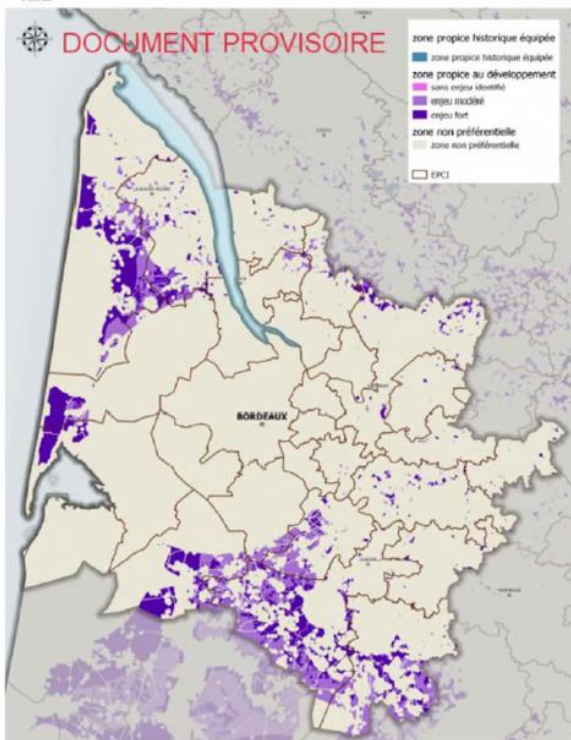 DOCUMENT PROVISOIRE
zone propice historique équipée
zone propice historique équipée
zone propice au développement
sans enjeu identifié
enjeu modéré
enjeu fort
zone non préférentielle
zone non préférentielle
EPCI
BORDEAUX